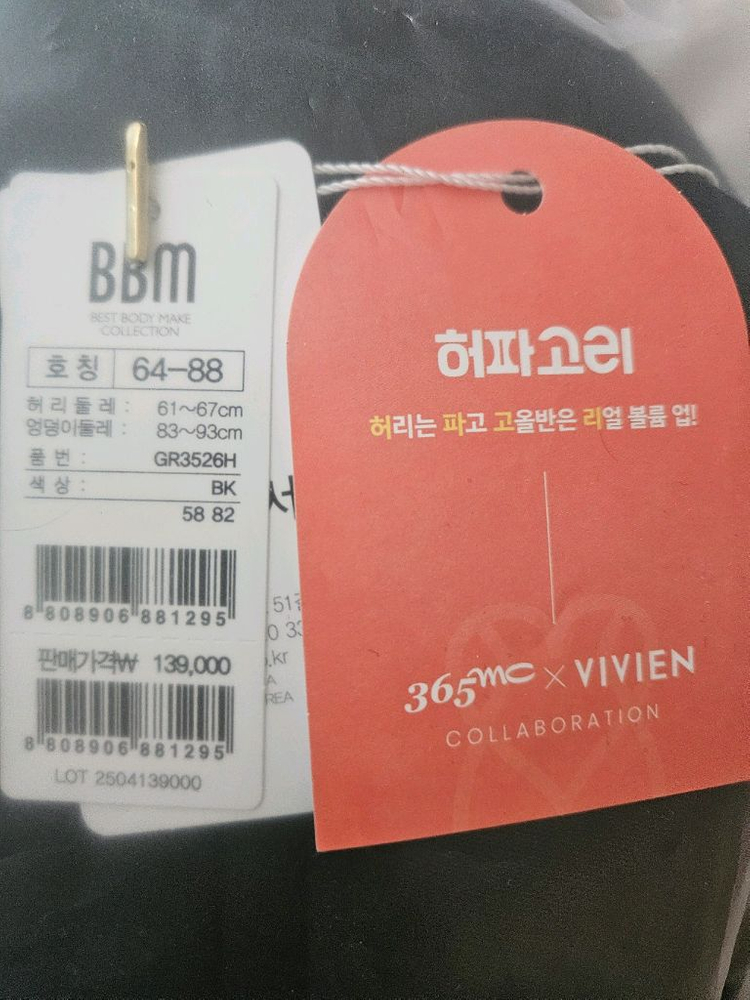 BBM
BEST BODY MAKE
COLLECTION
호칭 64-88
허리둘레 : 61~67cm
엉덩이둘레 : 83~93cm
품번 : GR3526H
색상 : BK
58 82
8 808906 881295
판매가격₩ 139,000
8 808906 881295
LOT 2504139000
서
.kr
REA
허파고리
허리는 파고 고올반은 리얼 볼륨 업!
365mc × VIVIEN
COLLABORATION